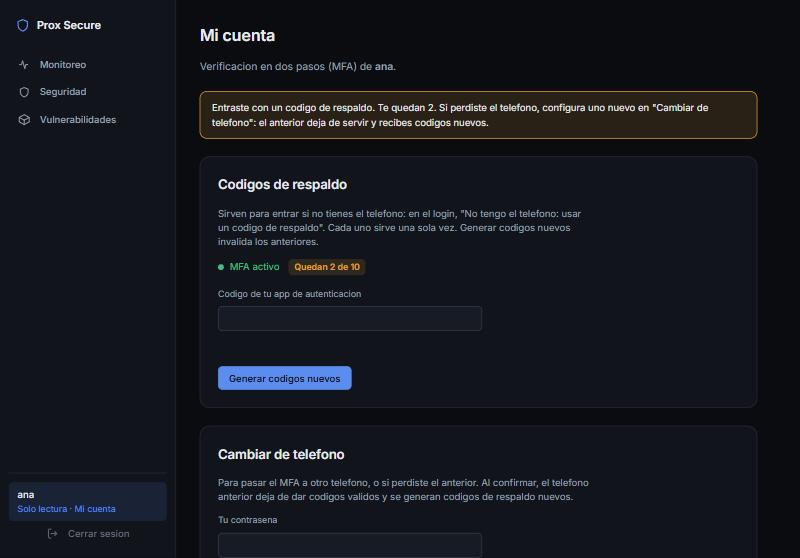 Prox Secure
Monitoreo
Seguridad
Vulnerabilidades
ana
Solo lectura · Mi cuenta
Cerrar sesion
Mi cuenta
Verificacion en dos pasos (MFA) de ana.
Entraste con un codigo de respaldo. Te quedan 2. Si perdiste el telefono, configura uno nuevo en "Cambiar de
telefono": el anterior deja de servir y recibes codigos nuevos.
Codigos de respaldo
Sirven para entrar si no tienes el telefono: en el login, "No tengo el telefono: usar
un codigo de respaldo". Cada uno sirve una sola vez. Generar codigos nuevos
invalida los anteriores.
MFA activo
Quedan 2 de 10
Codigo de tu app de autenticacion
Generar codigos nuevos
Cambiar de telefono
Para pasar el MFA a otro telefono, o si perdiste el anterior. Al confirmar, el telefono
anterior deja de dar codigos validos y se generan codigos de respaldo nuevos.
Tu contrasena